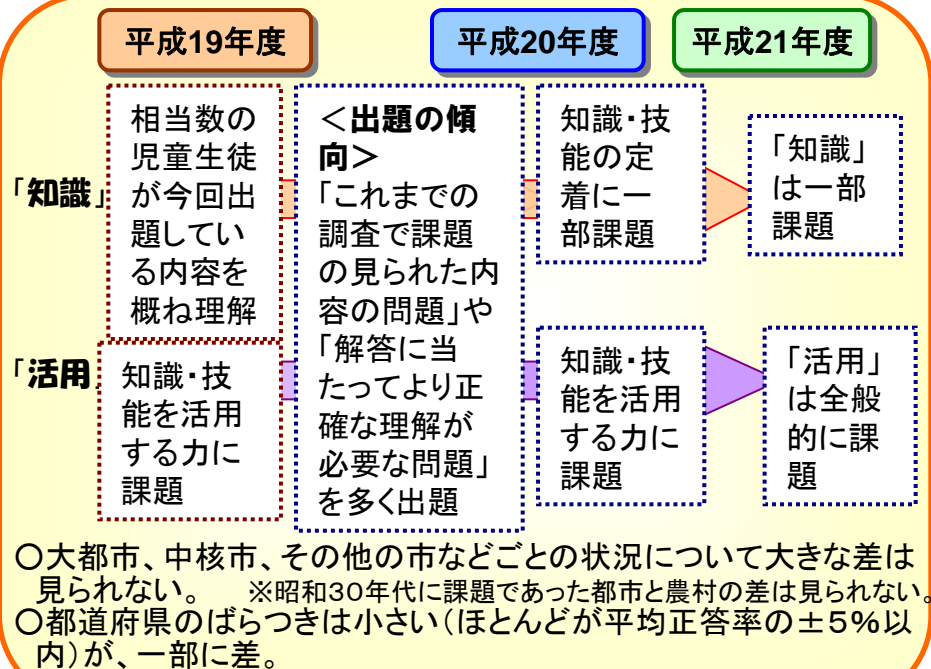 平成19年度
平成20年度
平成21年度
「知識」
相当数の
児童生徒
が今回出
題してい
る内容を
概ね理解
＜出題の傾
向＞
「これまでの
調査で課題
の見られた内
容の問題」や
「解答に当
たってより正
確な理解が
必要な問題」
を多く出題
知識・技
能の定
着に一
部課題
「知識」
は一部
課題
「活用」
知識・技
能を活用
する力に
課題
知識・技
能を活用
する力に
課題
「活用」
は全般
的に課
題
○大都市、中核市、その他の市などごとの状況について大きな差は
見られない。　※昭和30年代に課題であった都市と農村の差は見られない。
○都道府県のばらつきは小さい（ほとんどが平均正答率の±5％以
内）が、一部に差。